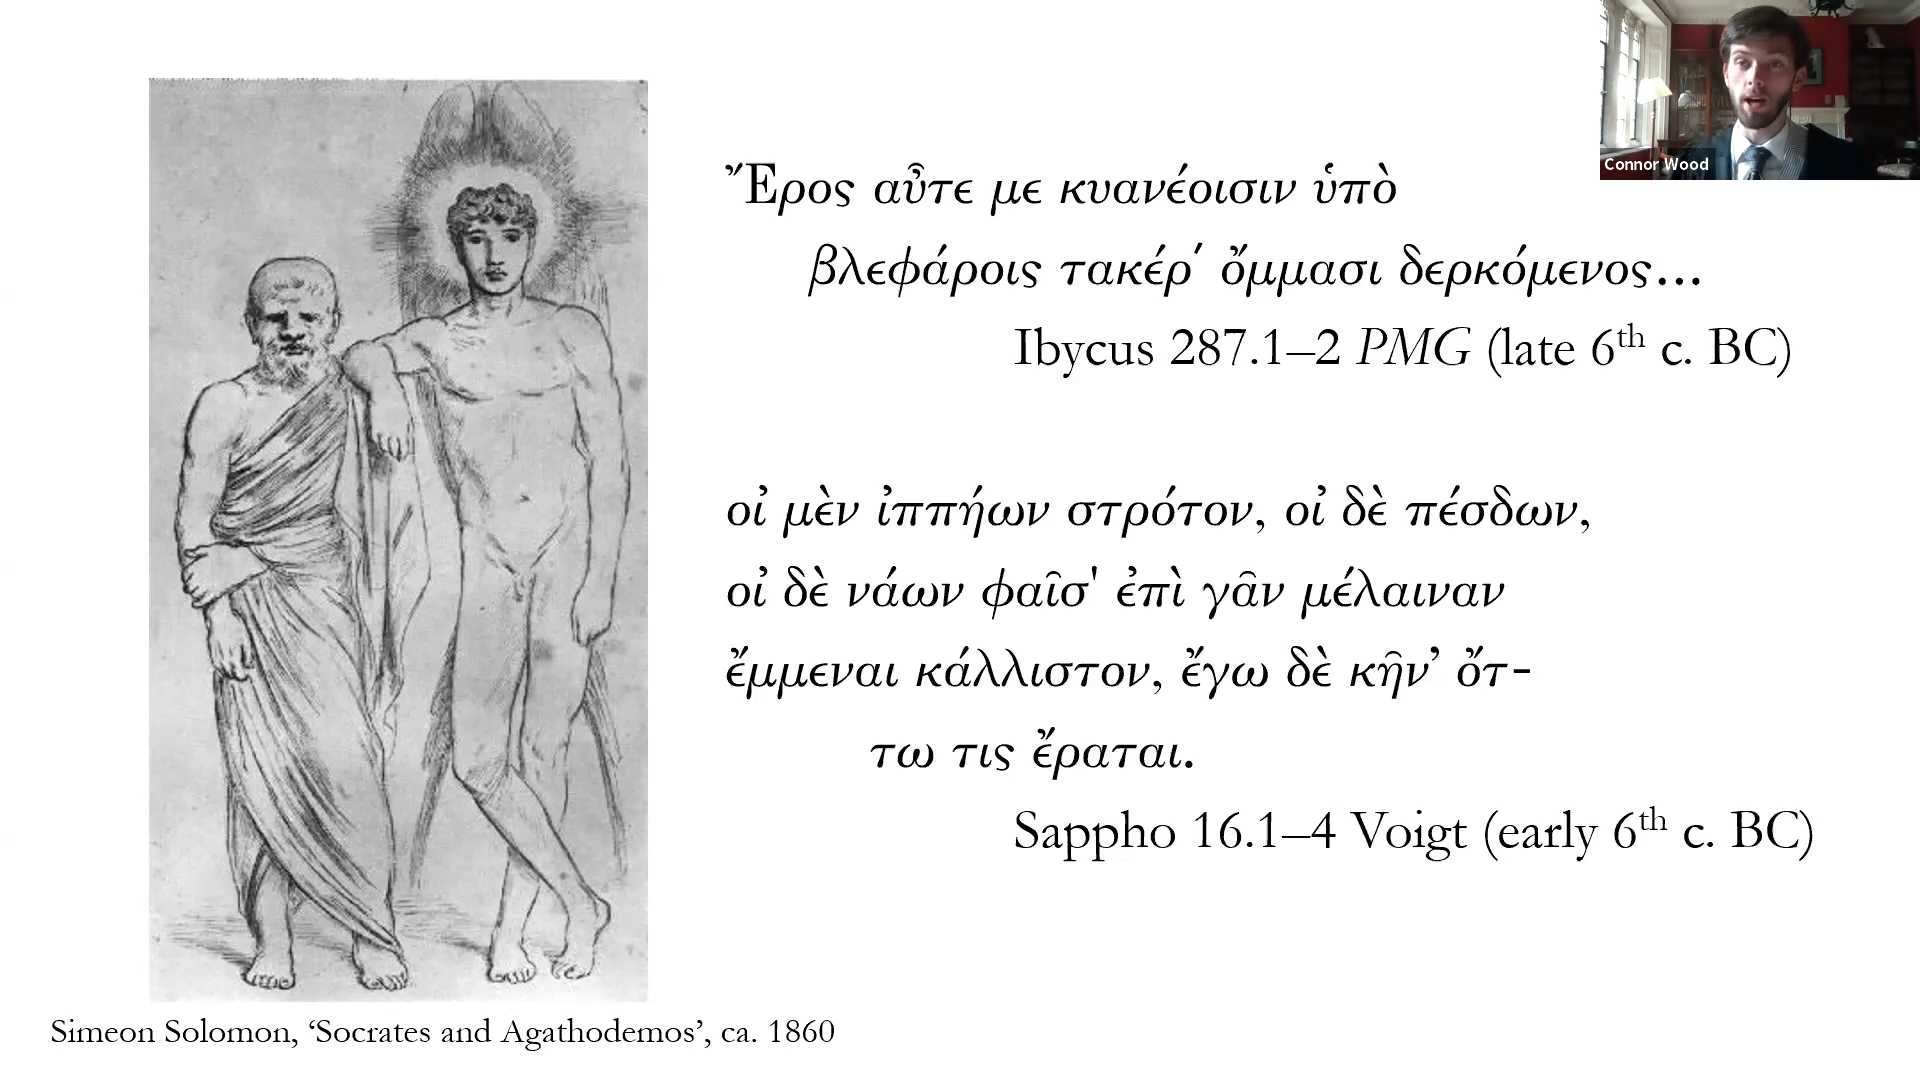 Connor Wood
Ἔρος αὖτε με κυανέοισιν ὑπὸ
βλεφάροις τακέρ΄ ὄμμασι δερκόμενος...
Ibycus 287.1–2 PMG (late 6th c. BC)
οἰ μὲν ἰππήων στρότον, οἰ δὲ πέσδων,
οἰ δὲ νάων φαῖσ' ἐπὶ γᾶν μέλαιναν
ἔμμεναι κάλλιστον, ἔγω δὲ κῆν’ ὄτ-
τω τις ἔραται.
Sappho 16.1–4 Voigt (early 6th c. BC)
Simeon Solomon, ‘Socrates and Agathodemos’, ca. 1860